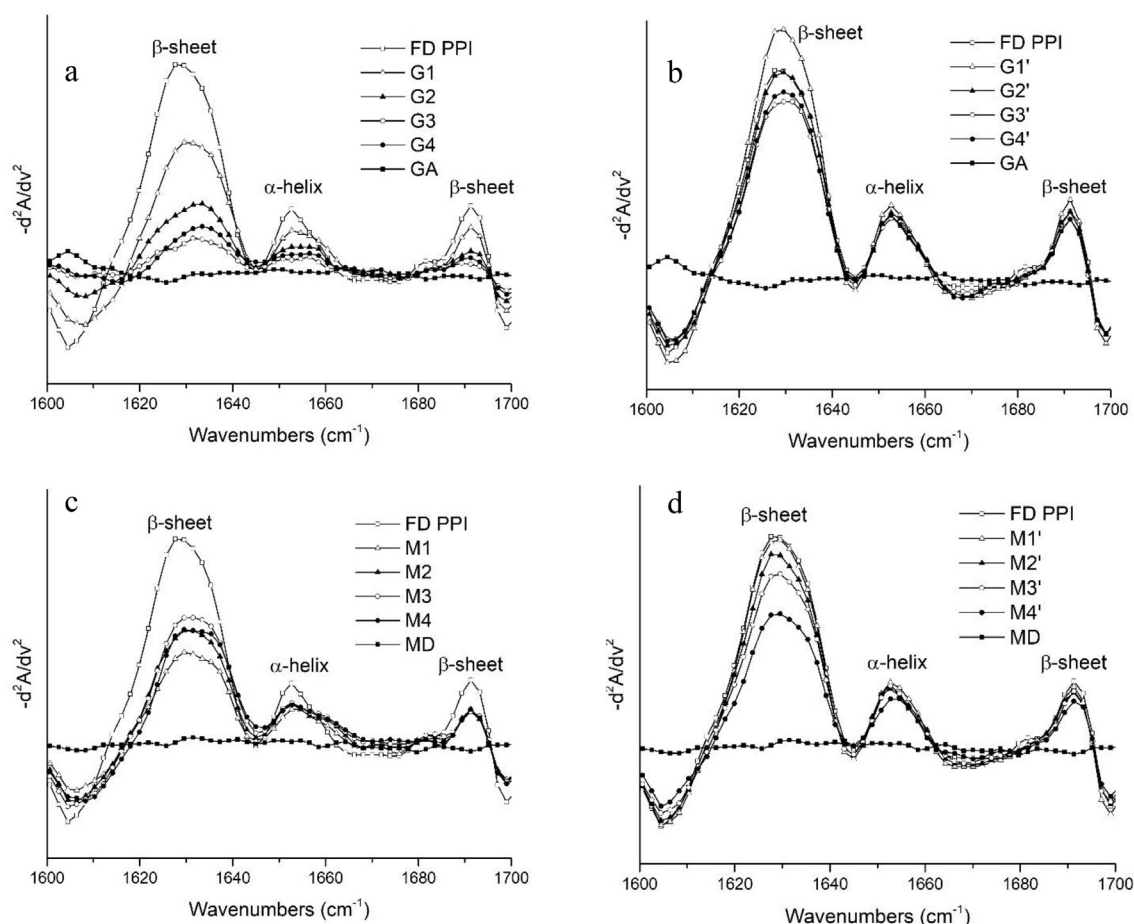 a
β-sheet
FD PPI
G1
G2
G3
G4
GA
α-helix
β-sheet
-d²A/dv²
1600 1620 1640 1660 1680 1700
Wavenumbers (cm⁻¹)
b
β-sheet
FD PPI
G1'
G2'
G3'
G4'
GA
α-helix
β-sheet
-d²A/dv²
1600 1620 1640 1660 1680 1700
Wavenumbers (cm⁻¹)
c
β-sheet
FD PPI
M1
M2
M3
M4
MD
α-helix
β-sheet
-d²A/dv²
1600 1620 1640 1660 1680 1700
Wavenumbers (cm⁻¹)
d
β-sheet
FD PPI
M1'
M2'
M3'
M4'
MD
α-helix
β-sheet
-d²A/dv²
1600 1620 1640 1660 1680 1700
Wavenumbers (cm⁻¹)